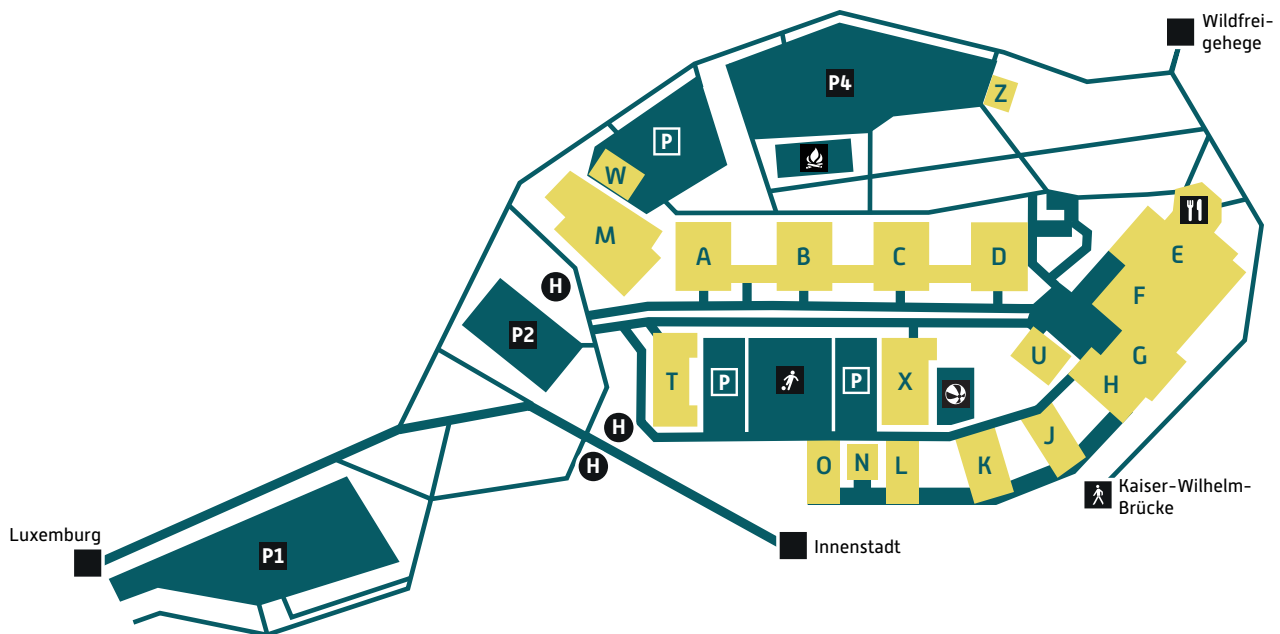 Wildfrei-
gehege
P4
Z
P
W
M
A
B
C
D
E
F
G
H
H
P2
U
T
P
P
X
H
H
J
O
N
L
K
Kaiser-Wilhelm-
Brücke
Luxemburg
P1
Innenstadt